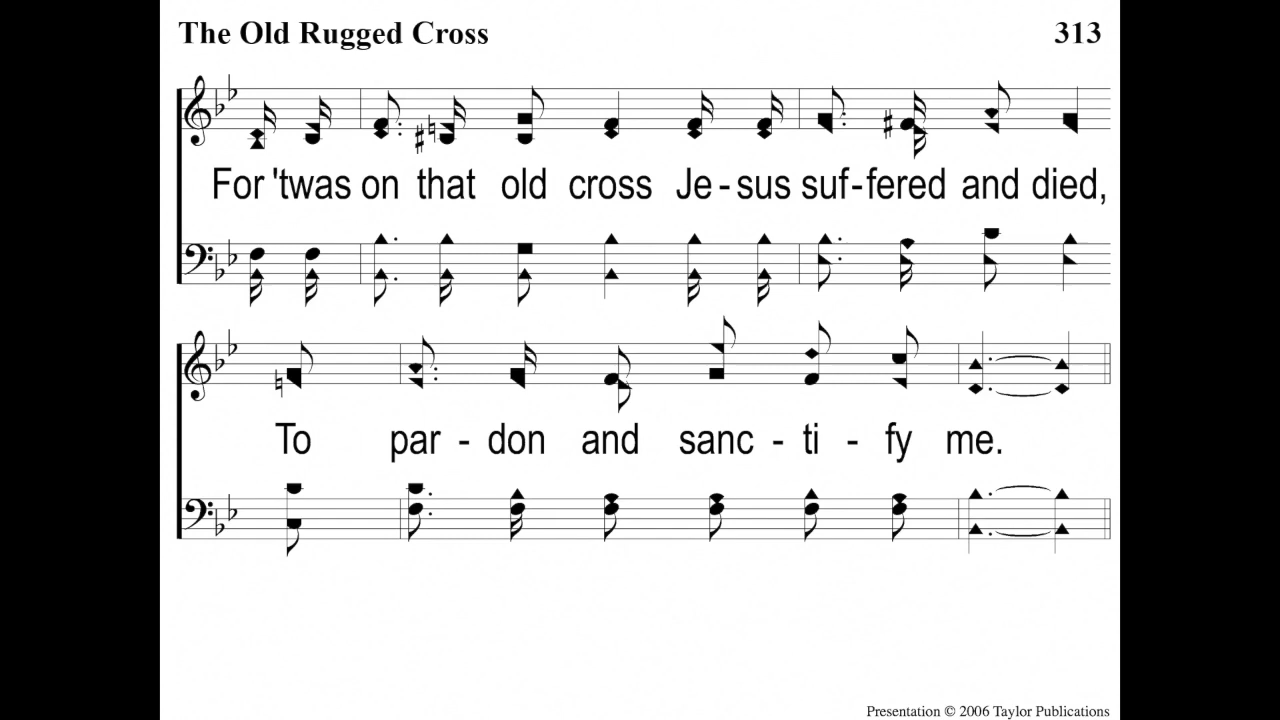 The Old Rugged Cross 313
For 'twas on that old cross Je - sus suf - fered and died,
To par - don and sanc - ti - fy me.
Presentation © 2006 Taylor Publications